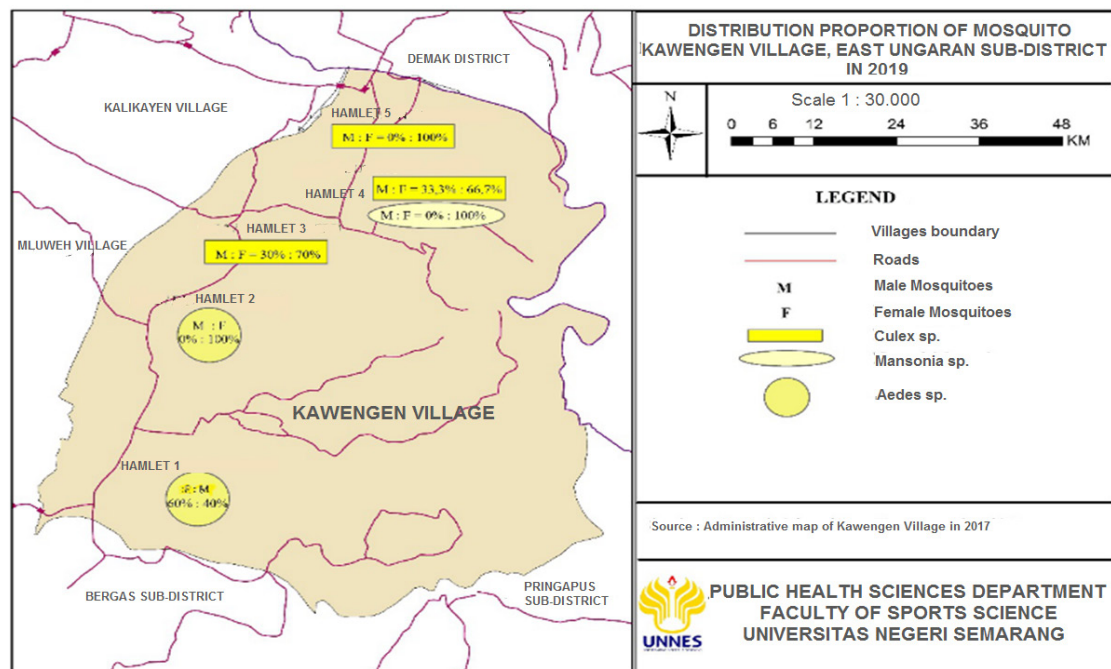 DISTRIBUTION PROPORTION OF MOSQUITO
KAWENGEN VILLAGE, EAST UNGARAN SUB-DISTRICT
IN 2019
N
Scale 1 : 30.000
0 6 12 24 36 48
KM
LEGEND
Villages boundary
Roads
M Male Mosquitoes
F Female Mosquitoes
Culex sp.
Mansonia sp.
Aedes sp.
Source : Administrative map of Kawengen Village in 2017
UNNES
PUBLIC HEALTH SCIENCES DEPARTMENT
FACULTY OF SPORTS SCIENCE
UNIVERSITAS NEGERI SEMARANG
DEMAK DISTRICT
KALIKAYEN VILLAGE
HAMLET 5
M : F = 0% : 100%
HAMLET 4
M : F = 33,3% : 66,7%
M : F = 0% : 100%
HAMLET 3
M : F = 30% : 70%
MLUWEH VILLAGE
HAMLET 2
M : F
0% : 100%
KAWENGEN VILLAGE
HAMLET 1
: M
60% : 40%
BERGAS SUB-DISTRICT
PRINGAPUS
SUB-DISTRICT